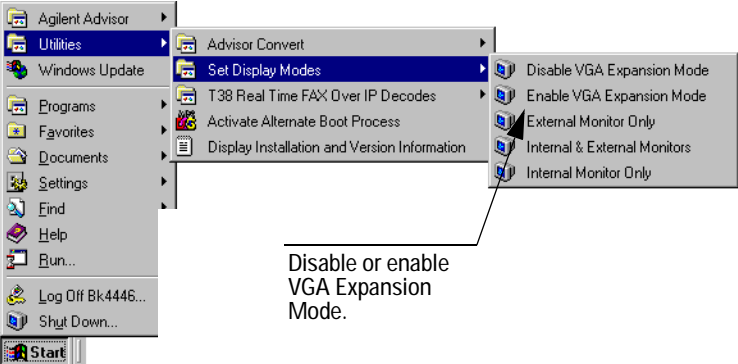 Agilent Advisor
Utilities
Windows Update
Programs
Favorites
Documents
Settings
Find
Help
Run...
Log Off Bk4446...
Shut Down...
Start
Advisor Convert
Set Display Modes
T38 Real Time FAX Over IP Decodes
Activate Alternate Boot Process
Display Installation and Version Information
Disable VGA Expansion Mode
Enable VGA Expansion Mode
External Monitor Only
Internal & External Monitors
Internal Monitor Only
Disable or enable
VGA Expansion
Mode.